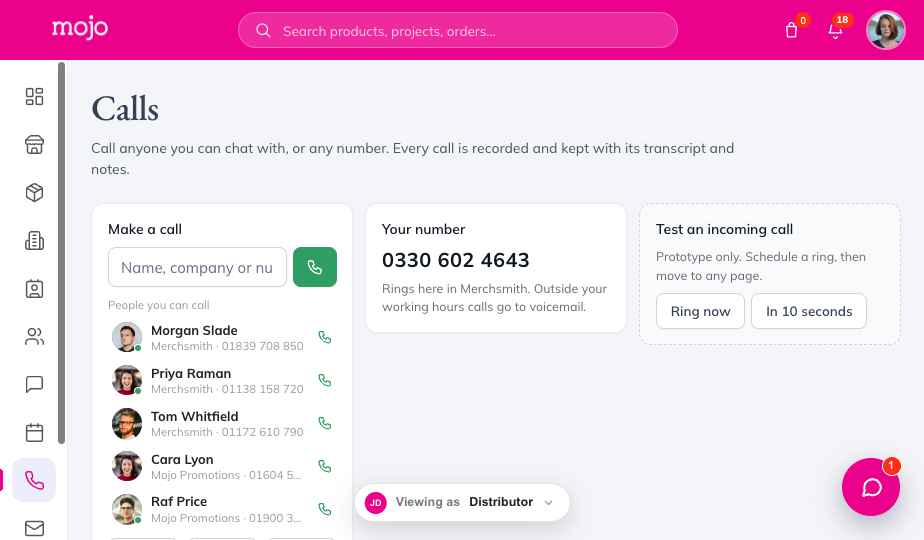 mojo
Search products, projects, orders...
0
18
Calls
Call anyone you can chat with, or any number. Every call is recorded and kept with its transcript and
notes.
Make a call
Name, company or nu
People you can call
Morgan Slade
Merchsmith · 01839 708 850
Priya Raman
Merchsmith · 01138 158 720
Tom Whitfield
Merchsmith · 01172 610 790
Cara Lyon
Mojo Promotions · 01604 5...
Raf Price
Mojo Promotions · 01900 3...
Your number
0330 602 4643
Rings here in Merchsmith. Outside your
working hours calls go to voicemail.
Test an incoming call
Prototype only. Schedule a ring, then
move to any page.
Ring now
In 10 seconds
JD Viewing as Distributor
1